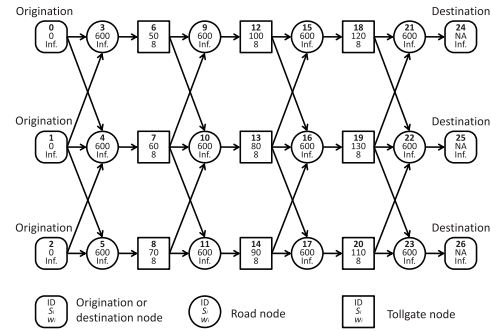 Origination
Destination
0
0
Inf.
3
600
Inf.
6
50
8
9
600
Inf.
12
100
8
15
600
Inf.
18
120
8
21
600
Inf.
24
NA
Inf.
Origination
Destination
1
0
Inf.
4
600
Inf.
7
60
8
10
600
Inf.
13
80
8
16
600
Inf.
19
130
8
22
600
Inf.
25
NA
Inf.
Origination
Destination
2
0
Inf.
5
600
Inf.
8
70
8
11
600
Inf.
14
90
8
17
600
Inf.
20
110
8
23
600
Inf.
26
NA
Inf.
ID
Si
wi
Origination or
destination node
ID
Si
wi
Road node
ID
Si
wi
Tollgate node